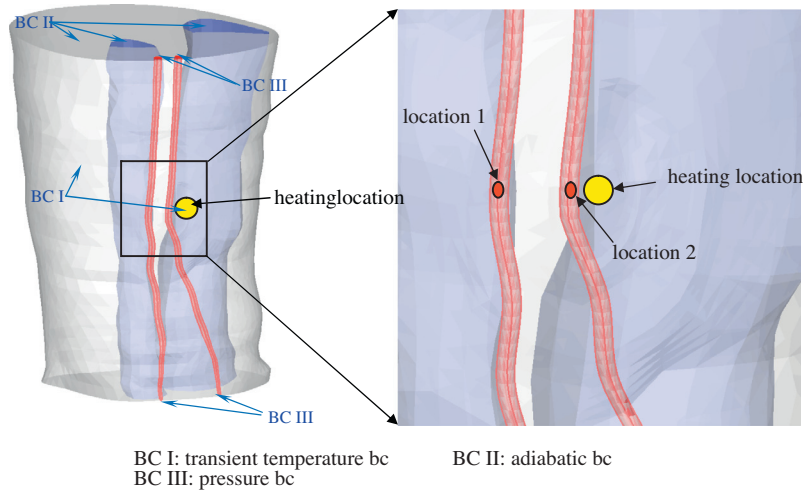 BC II
BC III
location 1
BC I
heatinglocation
heating location
location 2
BC III
BC I: transient temperature bc
BC II: adiabatic bc
BC III: pressure bc